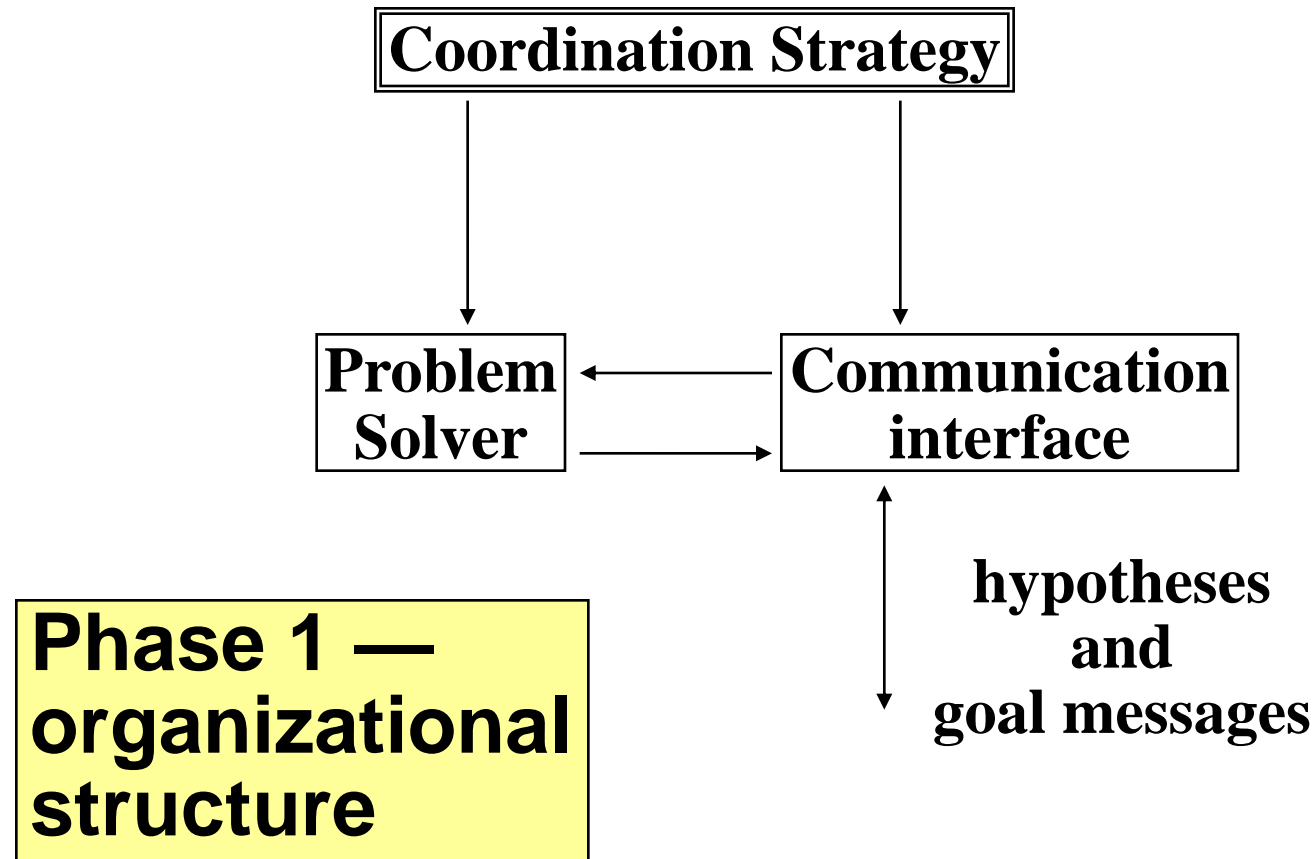 Coordination Strategy
Problem
Solver
Communication
interface
hypotheses
and
goal messages
Phase 1 —
organizational
structure